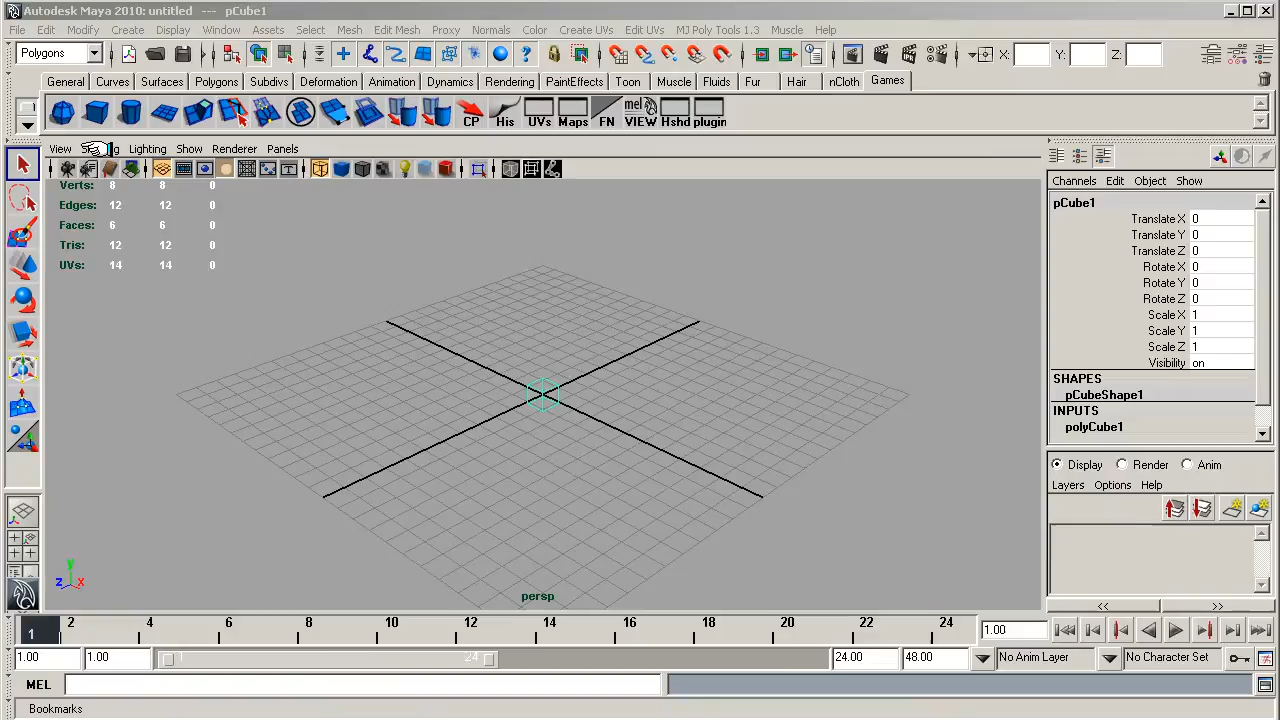 Autodesk Maya 2010: untitled --- pCube1
File Edit Modify Create Display Window Assets Select Mesh Edit Mesh Proxy Normals Color Create UVs Edit UVs MJ Poly Tools 1.3 Muscle Help
Polygons X: Y: Z:
General Curves Surfaces Polygons Subdivs Deformation Animation Dynamics Rendering PaintEffects Toon Muscle Fluids Fur Hair nCloth Games
CP His UVs Maps FN mel VIEW Hshd plugin
View Lighting Show Renderer Panels
Verts: 8 8 0
Edges: 12 12 0
Faces: 6 6 0
Tris: 12 12 0
UVs: 14 14 0
persp
y
z x
Channels Edit Object Show
pCube1
Translate X 0
Translate Y 0
Translate Z 0
Rotate X 0
Rotate Y 0
Rotate Z 0
Scale X 1
Scale Y 1
Scale Z 1
Visibility on
SHAPES
pCubeShape1
INPUTS
polyCube1
Display Render Anim
Layers Options Help
<< >>
1 2 4 6 8 10 12 14 16 18 20 22 24 1.00
1.00 1.00 1 24 24.00 48.00 No Anim Layer No Character Set
MEL
Bookmarks